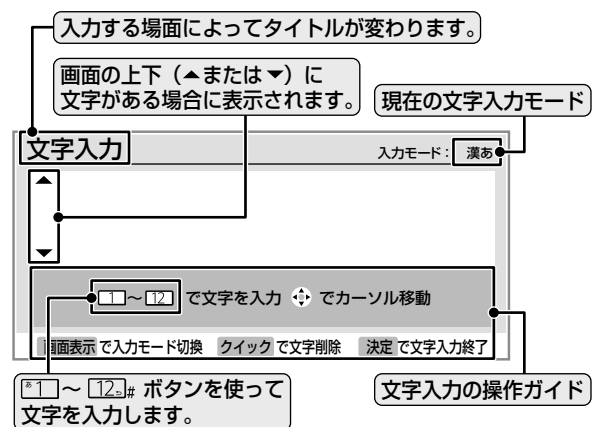 入力する場面によってタイトルが変わります。
画面の上下（▲または▼）に
文字がある場合に表示されます。
現在の文字入力モード
文字入力
入力モード： 漢あ
▲
▼
1～12 で文字を入力 でカーソル移動
画面表示 で入力モード切換 クイック で文字削除 決定 で文字入力終了
1～12# ボタンを使って
文字を入力します。
文字入力の操作ガイド